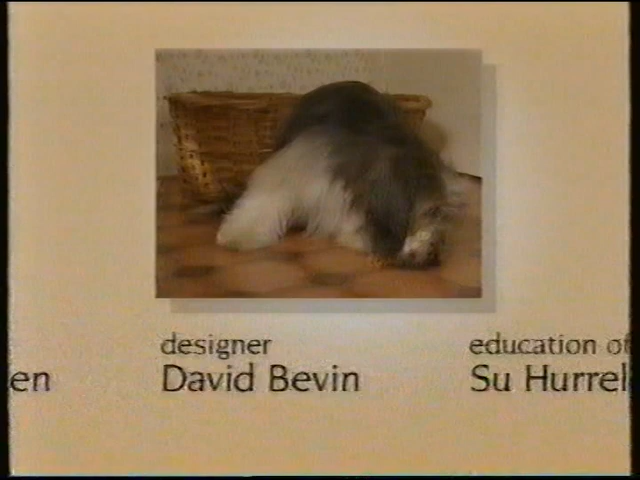 designer
education of
en
David Bevin
Su Hurrel